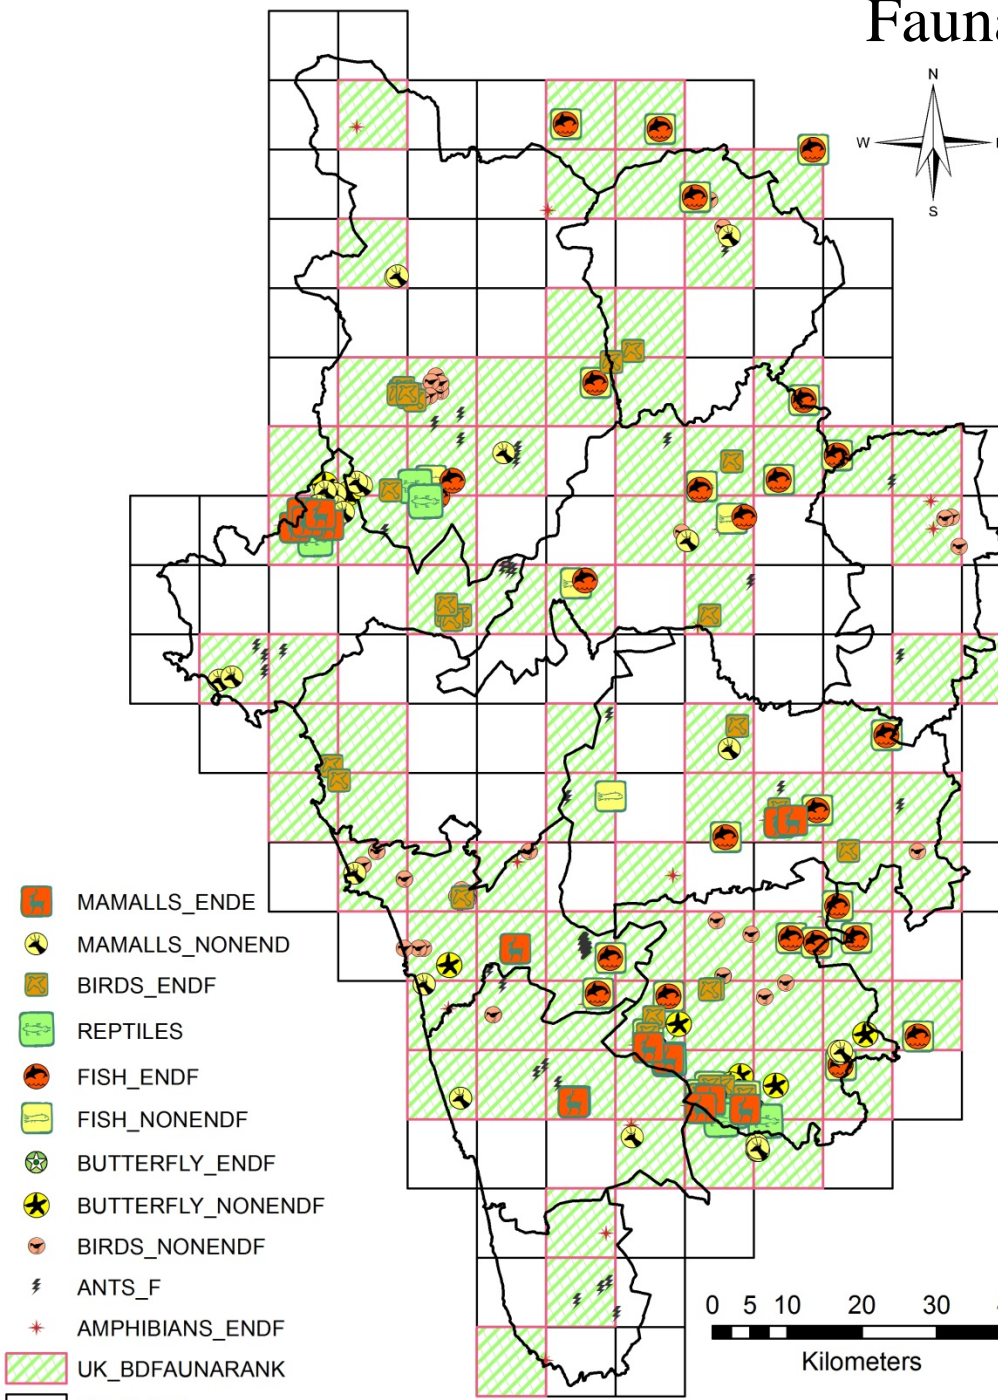 Fauna
N
W
S
MAMALLS_ENDE
MAMALLS_NONEND
BIRDS_ENDF
REPTILES
FISH_ENDF
FISH_NONENDF
BUTTERFLY_ENDF
BUTTERFLY_NONENDF
BIRDS_NONENDF
ANTS_F
AMPHIBIANS_ENDF
UK_BDFAUNARANK
0 5 10 20 30
Kilometers